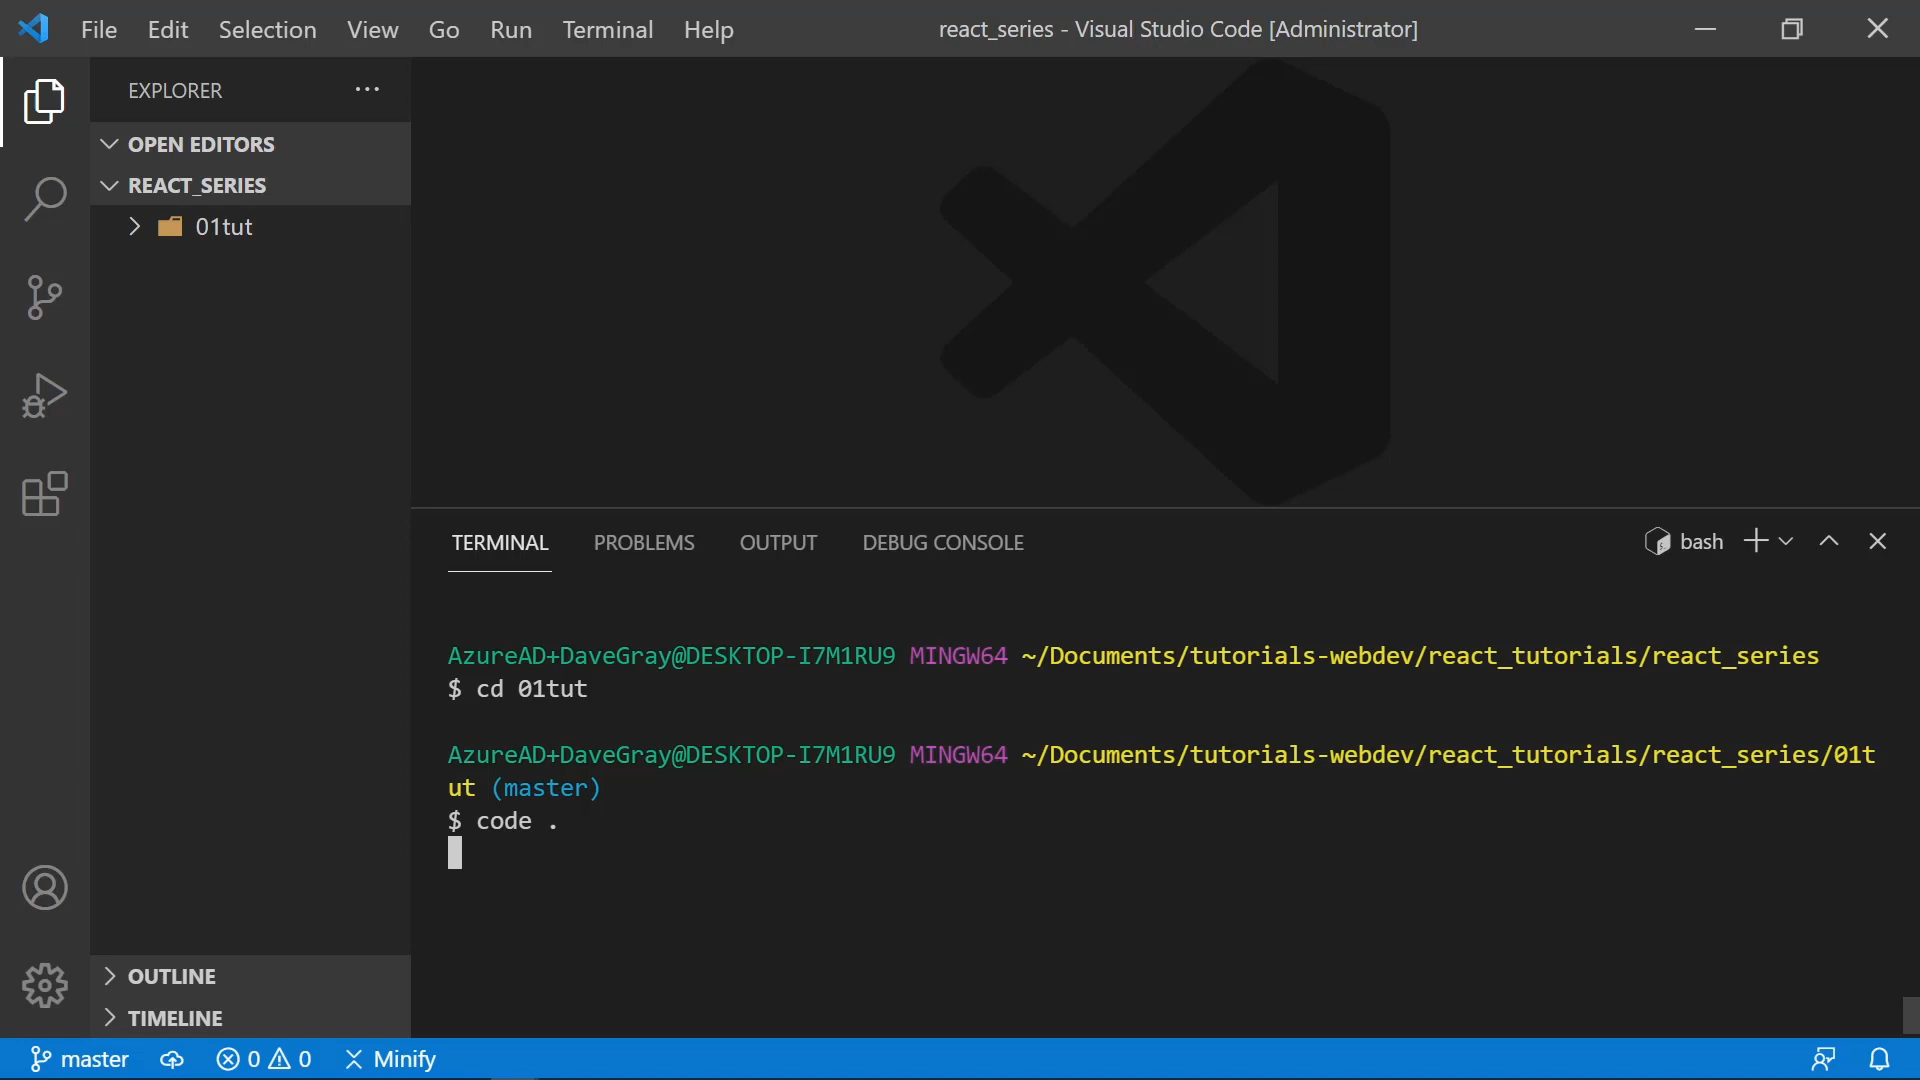 File Edit Selection View Go Run Terminal Help
react_series - Visual Studio Code [Administrator]
EXPLORER
OPEN EDITORS
REACT_SERIES
01tut
TERMINAL PROBLEMS OUTPUT DEBUG CONSOLE
bash
AzureAD+DaveGray@DESKTOP-I7M1RU9 MINGW64 ~/Documents/tutorials-webdev/react_tutorials/react_series
$ cd 01tut
AzureAD+DaveGray@DESKTOP-I7M1RU9 MINGW64 ~/Documents/tutorials-webdev/react_tutorials/react_series/01t
ut (master)
$ code .
OUTLINE
TIMELINE
master 0 0 Minify